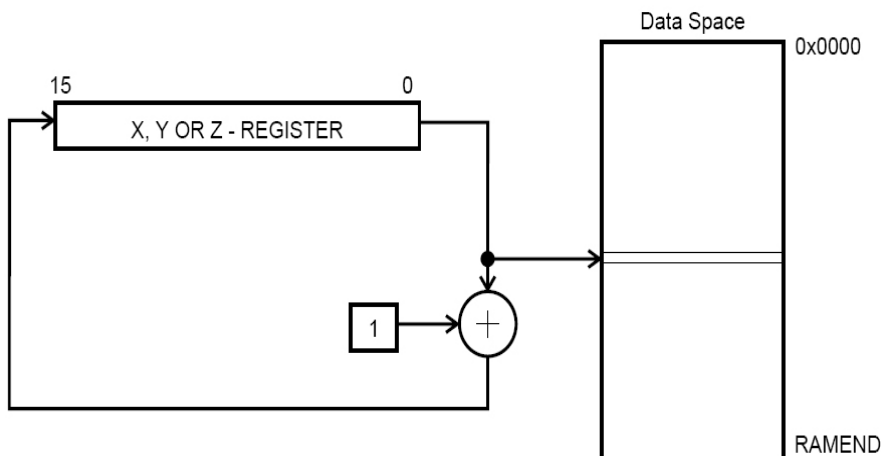 Data Space
0x0000
15 0
X, Y OR Z - REGISTER
1
+
RAMEND